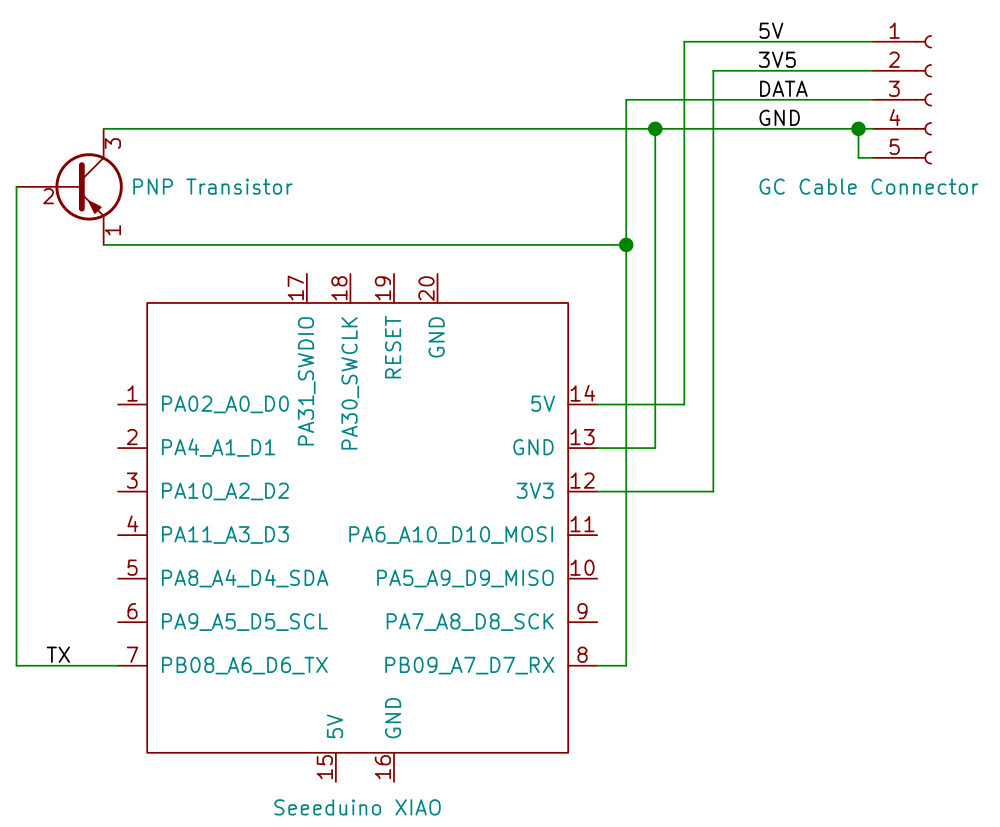 5V 1
3V5 2
DATA 3
GND 4
5
GC Cable Connector
3
2 PNP Transistor
1
17 18 19 20
PA31_SWDIO PA30_SWCLK RESET GND
1 PA02_A0_D0 5V 14
2 PA4_A1_D1 GND 13
3 PA10_A2_D2 3V3 12
4 PA11_A3_D3 PA6_A10_D10_MOSI 11
5 PA8_A4_D4_SDA PA5_A9_D9_MISO 10
6 PA9_A5_D5_SCL PA7_A8_D8_SCK 9
TX 7 PB08_A6_D6_TX PB09_A7_D7_RX 8
5V GND
15 16
Seeeduino XIAO